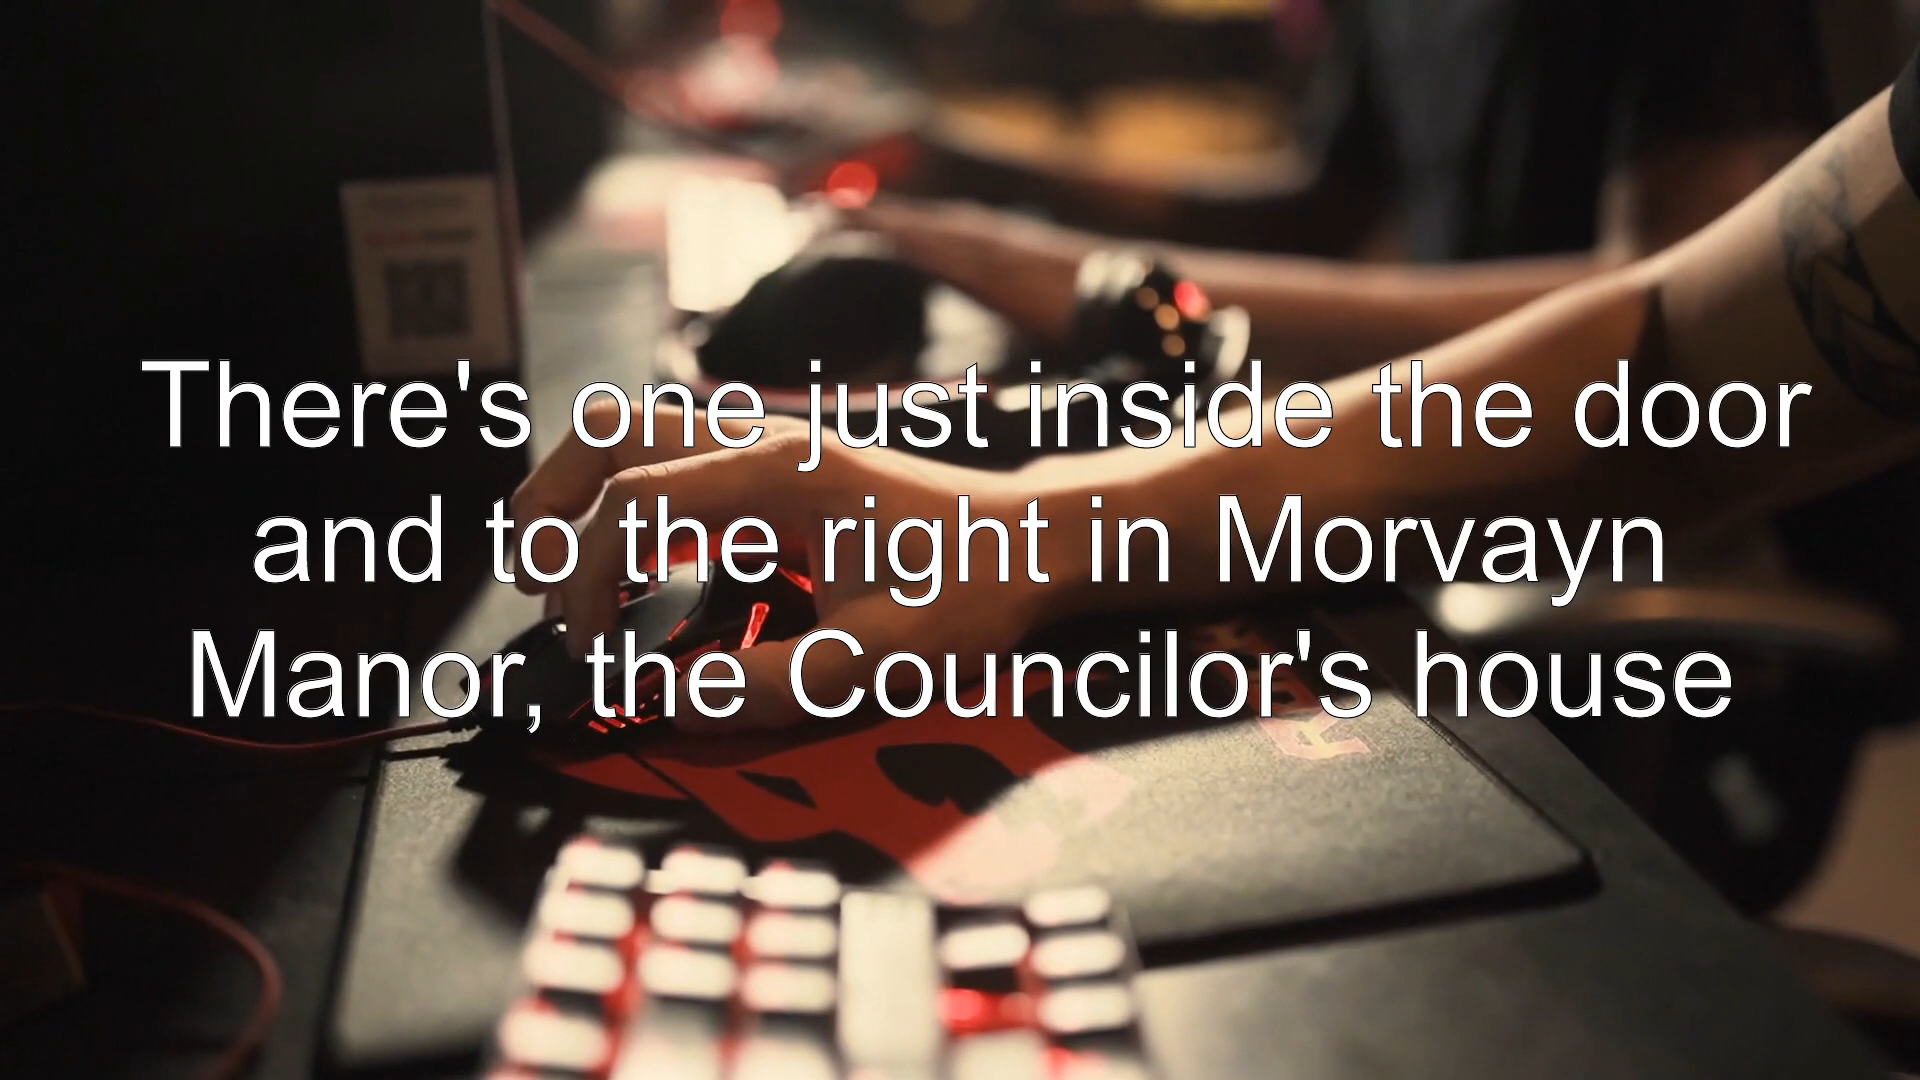 There's one just inside the door
and to the right in Morvayn
Manor, the Councilor's house